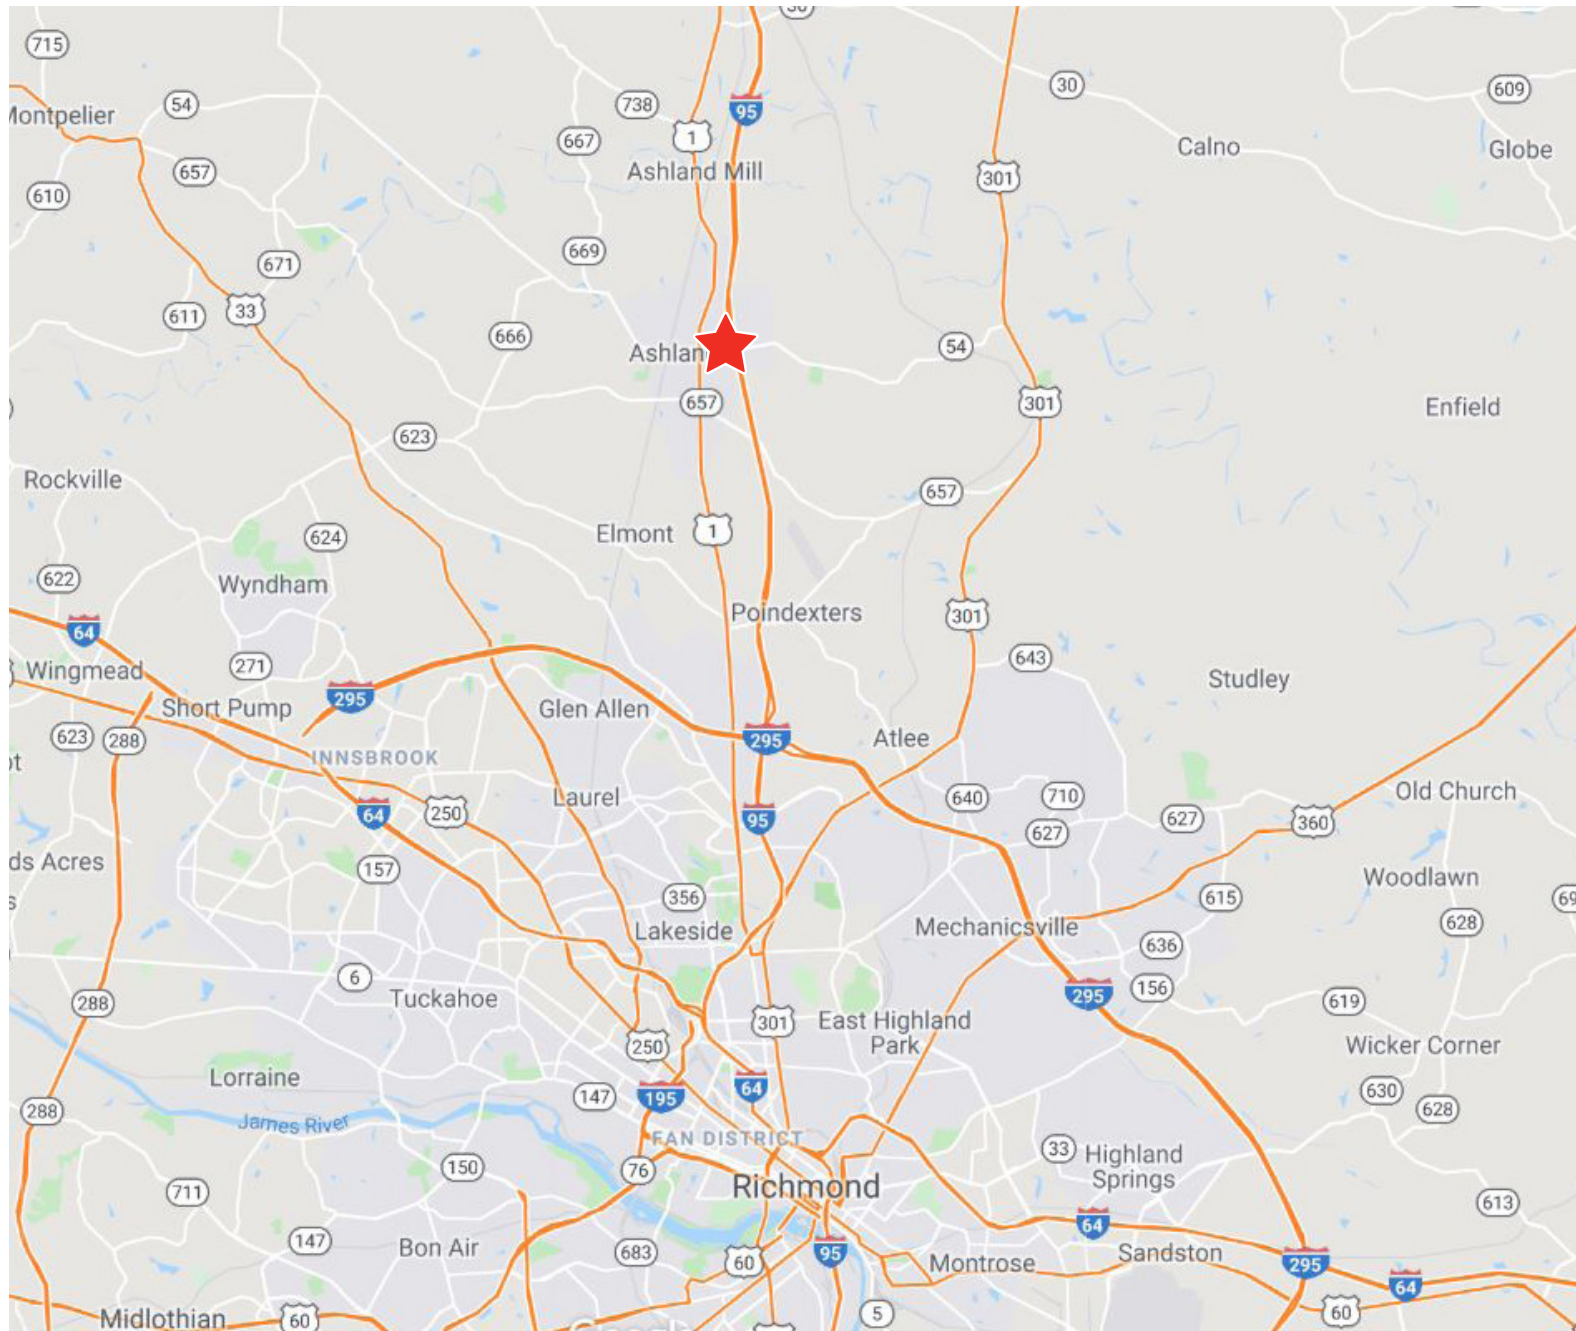 30
715
54
738
95
30
609
Montpelier
1
667
Calno
Globe
657
Ashland Mill
301
610
669
671
33
611
666
54
Ashlan
657
301
Enfield
623
Rockville
657
624
Elmont
1
622
Wyndham
Poindexters
301
64
643
Wingmead
271
Studley
295
Short Pump
Glen Allen
623
288
295
Atlee
INNSBROOK
Laurel
640
710
Old Church
64
250
95
627
627
360
ds Acres
157
Woodlawn
356
615
69
Lakeside
Mechanicsville
628
636
6
Tuckahoe
288
295
156
619
301
East Highland
Park
250
Wicker Corner
Lorraine
147
195
64
630
628
288
James River
FAN DISTRICT
33
Highland
Springs
150
76
711
Richmond
613
64
147
Bon Air
683
60
95
Montrose
Sandston
295
64
Midlothian
60
5
60